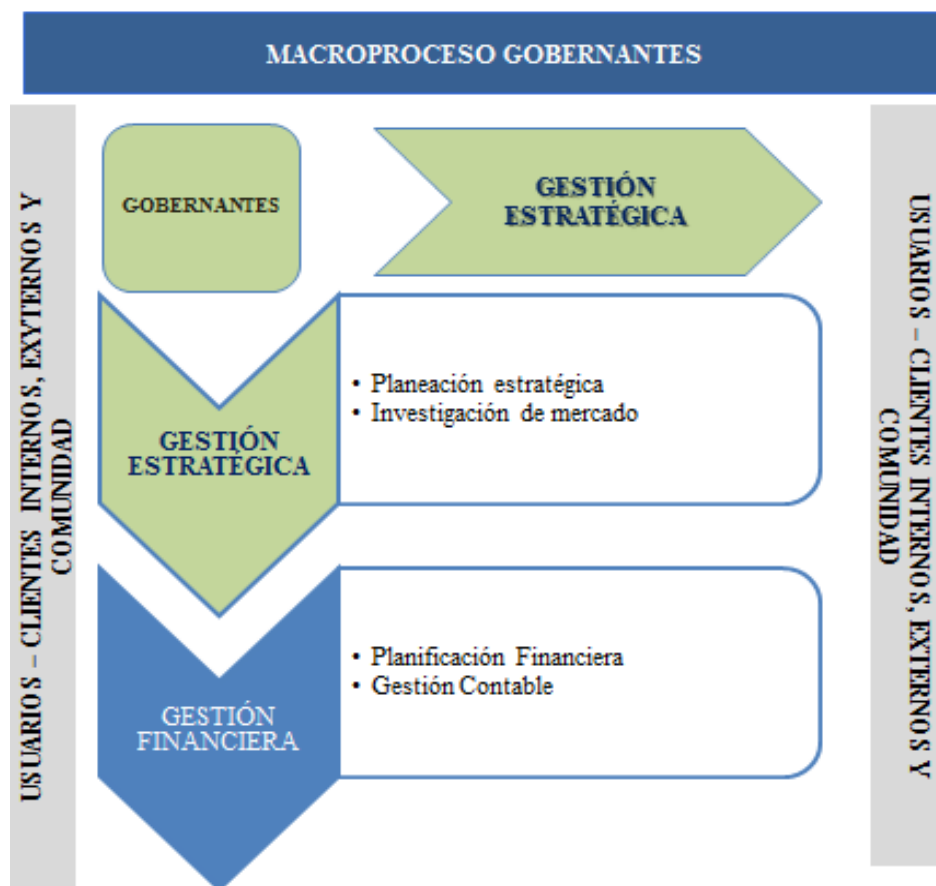 MACROPROCESO GOBERNANTES
USUARIOS – CLIENTES INTERNOS, EXYTERNOS Y
COMUNIDAD
GOBERNANTES
GESTIÓN
ESTRATÉGICA
GESTIÓN
ESTRATÉGICA
• Planeación estratégica
• Investigación de mercado
GESTIÓN
FINANCIERA
• Planificación Financiera
• Gestión Contable
USUARIOS – CLIENTES INTERNOS, EXTERNOS Y
COMUNIDAD